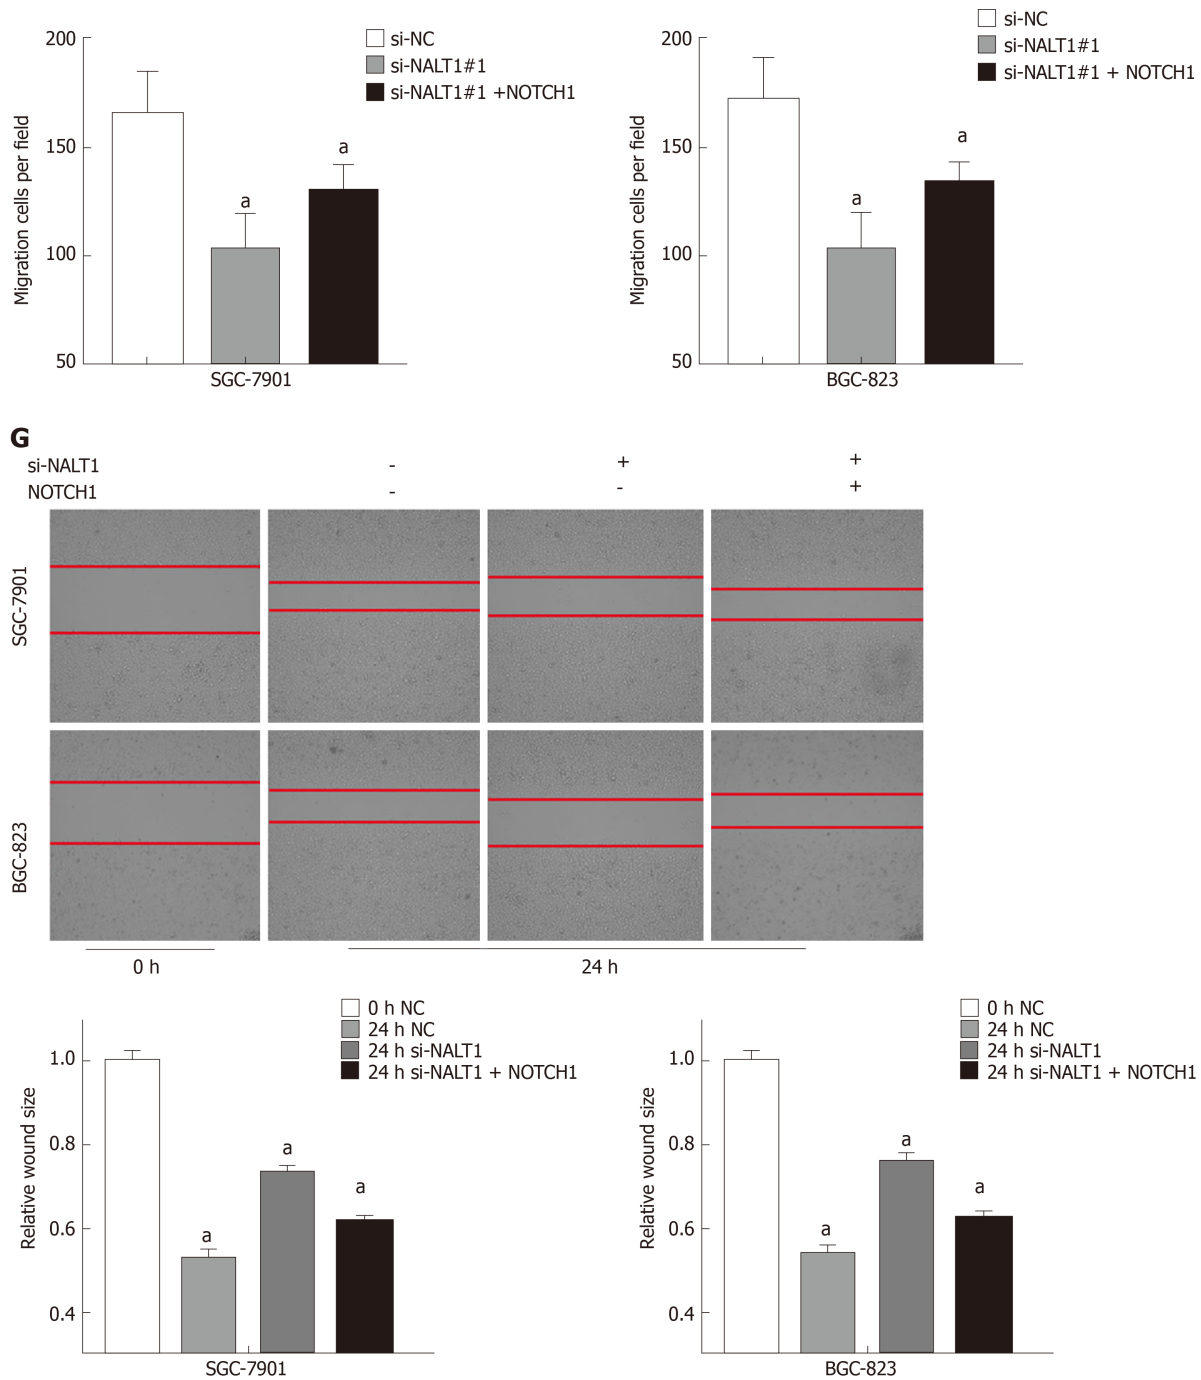 si-NC
si-NALT1#1
si-NALT1#1 +NOTCH1
200
150
100
50
Migration cells per field
a
a
SGC-7901
si-NC
si-NALT1#1
si-NALT1#1 + NOTCH1
200
150
100
50
Migration cells per field
a
a
BGC-823
G
si-NALT1 - + +
NOTCH1 - - +
SGC-7901
BGC-823
0 h
24 h
0 h NC
24 h NC
24 h si-NALT1
24 h si-NALT1 + NOTCH1
1.0
0.8
0.6
0.4
Relative wound size
a
a
a
SGC-7901
0 h NC
24 h NC
24 h si-NALT1
24 h si-NALT1 + NOTCH1
1.0
0.8
0.6
0.4
Relative wound size
a
a
a
BGC-823